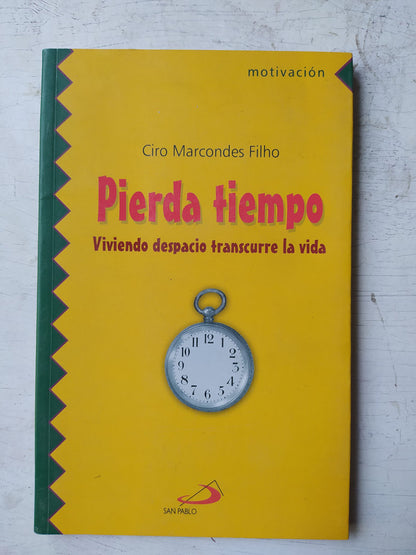 motivación
Ciro Marcondes Filho
Pierda tiempo
Viviendo despacio transcurre la vida
12
11 1
10 2
9 3
8 4
7 5
6
SAN PABLO